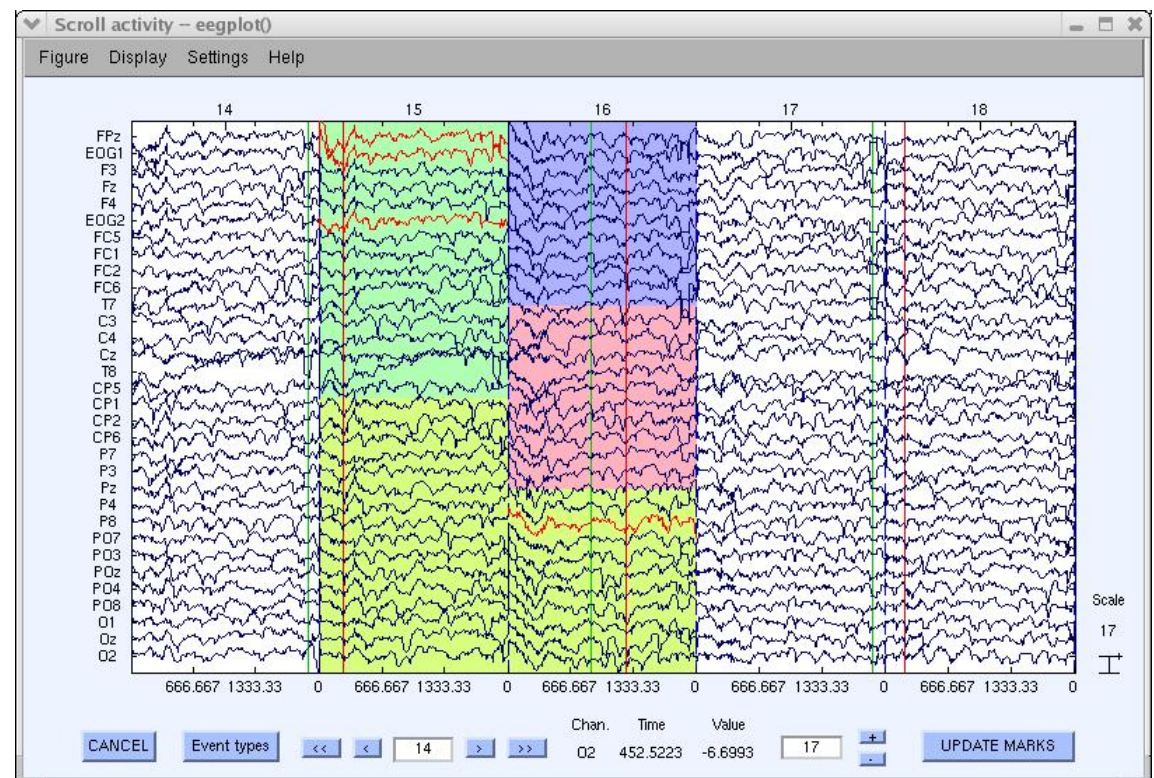 Scroll activity -- eegplot()
Figure Display Settings Help
14 15 16 17 18
FPz
EOG1
F3
Fz
F4
EOG2
FC5
FC1
FC2
FC6
T7
C3
C4
Cz
T8
CP5
CP1
CP2
CP6
P7
P3
Pz
P4
P8
PO7
PO3
POz
PO4
PO8
O1
Oz
O2
Scale
17
+
666.667 1333.33 0 666.667 1333.33 0 666.667 1333.33 0 666.667 1333.33 0 666.667 1333.33 0
Chan. Time Value
CANCEL Event types << < 14 > >> O2 452.5223 -6.6993 17 + - UPDATE MARKS